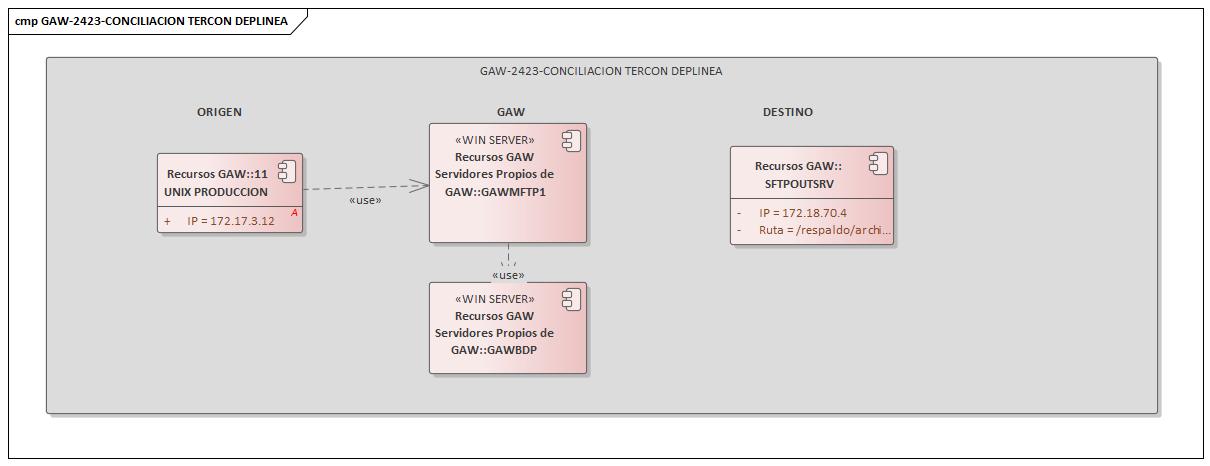 cmp GAW-2423-CONCILIACION TERCON DEPLINEA
GAW-2423-CONCILIACION TERCON DEPLINEA
ORIGEN
GAW
DESTINO
Recursos GAW::11
UNIX PRODUCCION
+ IP = 172.17.3.12
A
«use»
«WIN SERVER»
Recursos GAW
Servidores Propios de
GAW::GAWMFTP1
«use»
«WIN SERVER»
Recursos GAW
Servidores Propios de
GAW::GAWBDP
Recursos GAW::
SFTPOUTSRV
- IP = 172.18.70.4
- Ruta = /respaldo/archi...